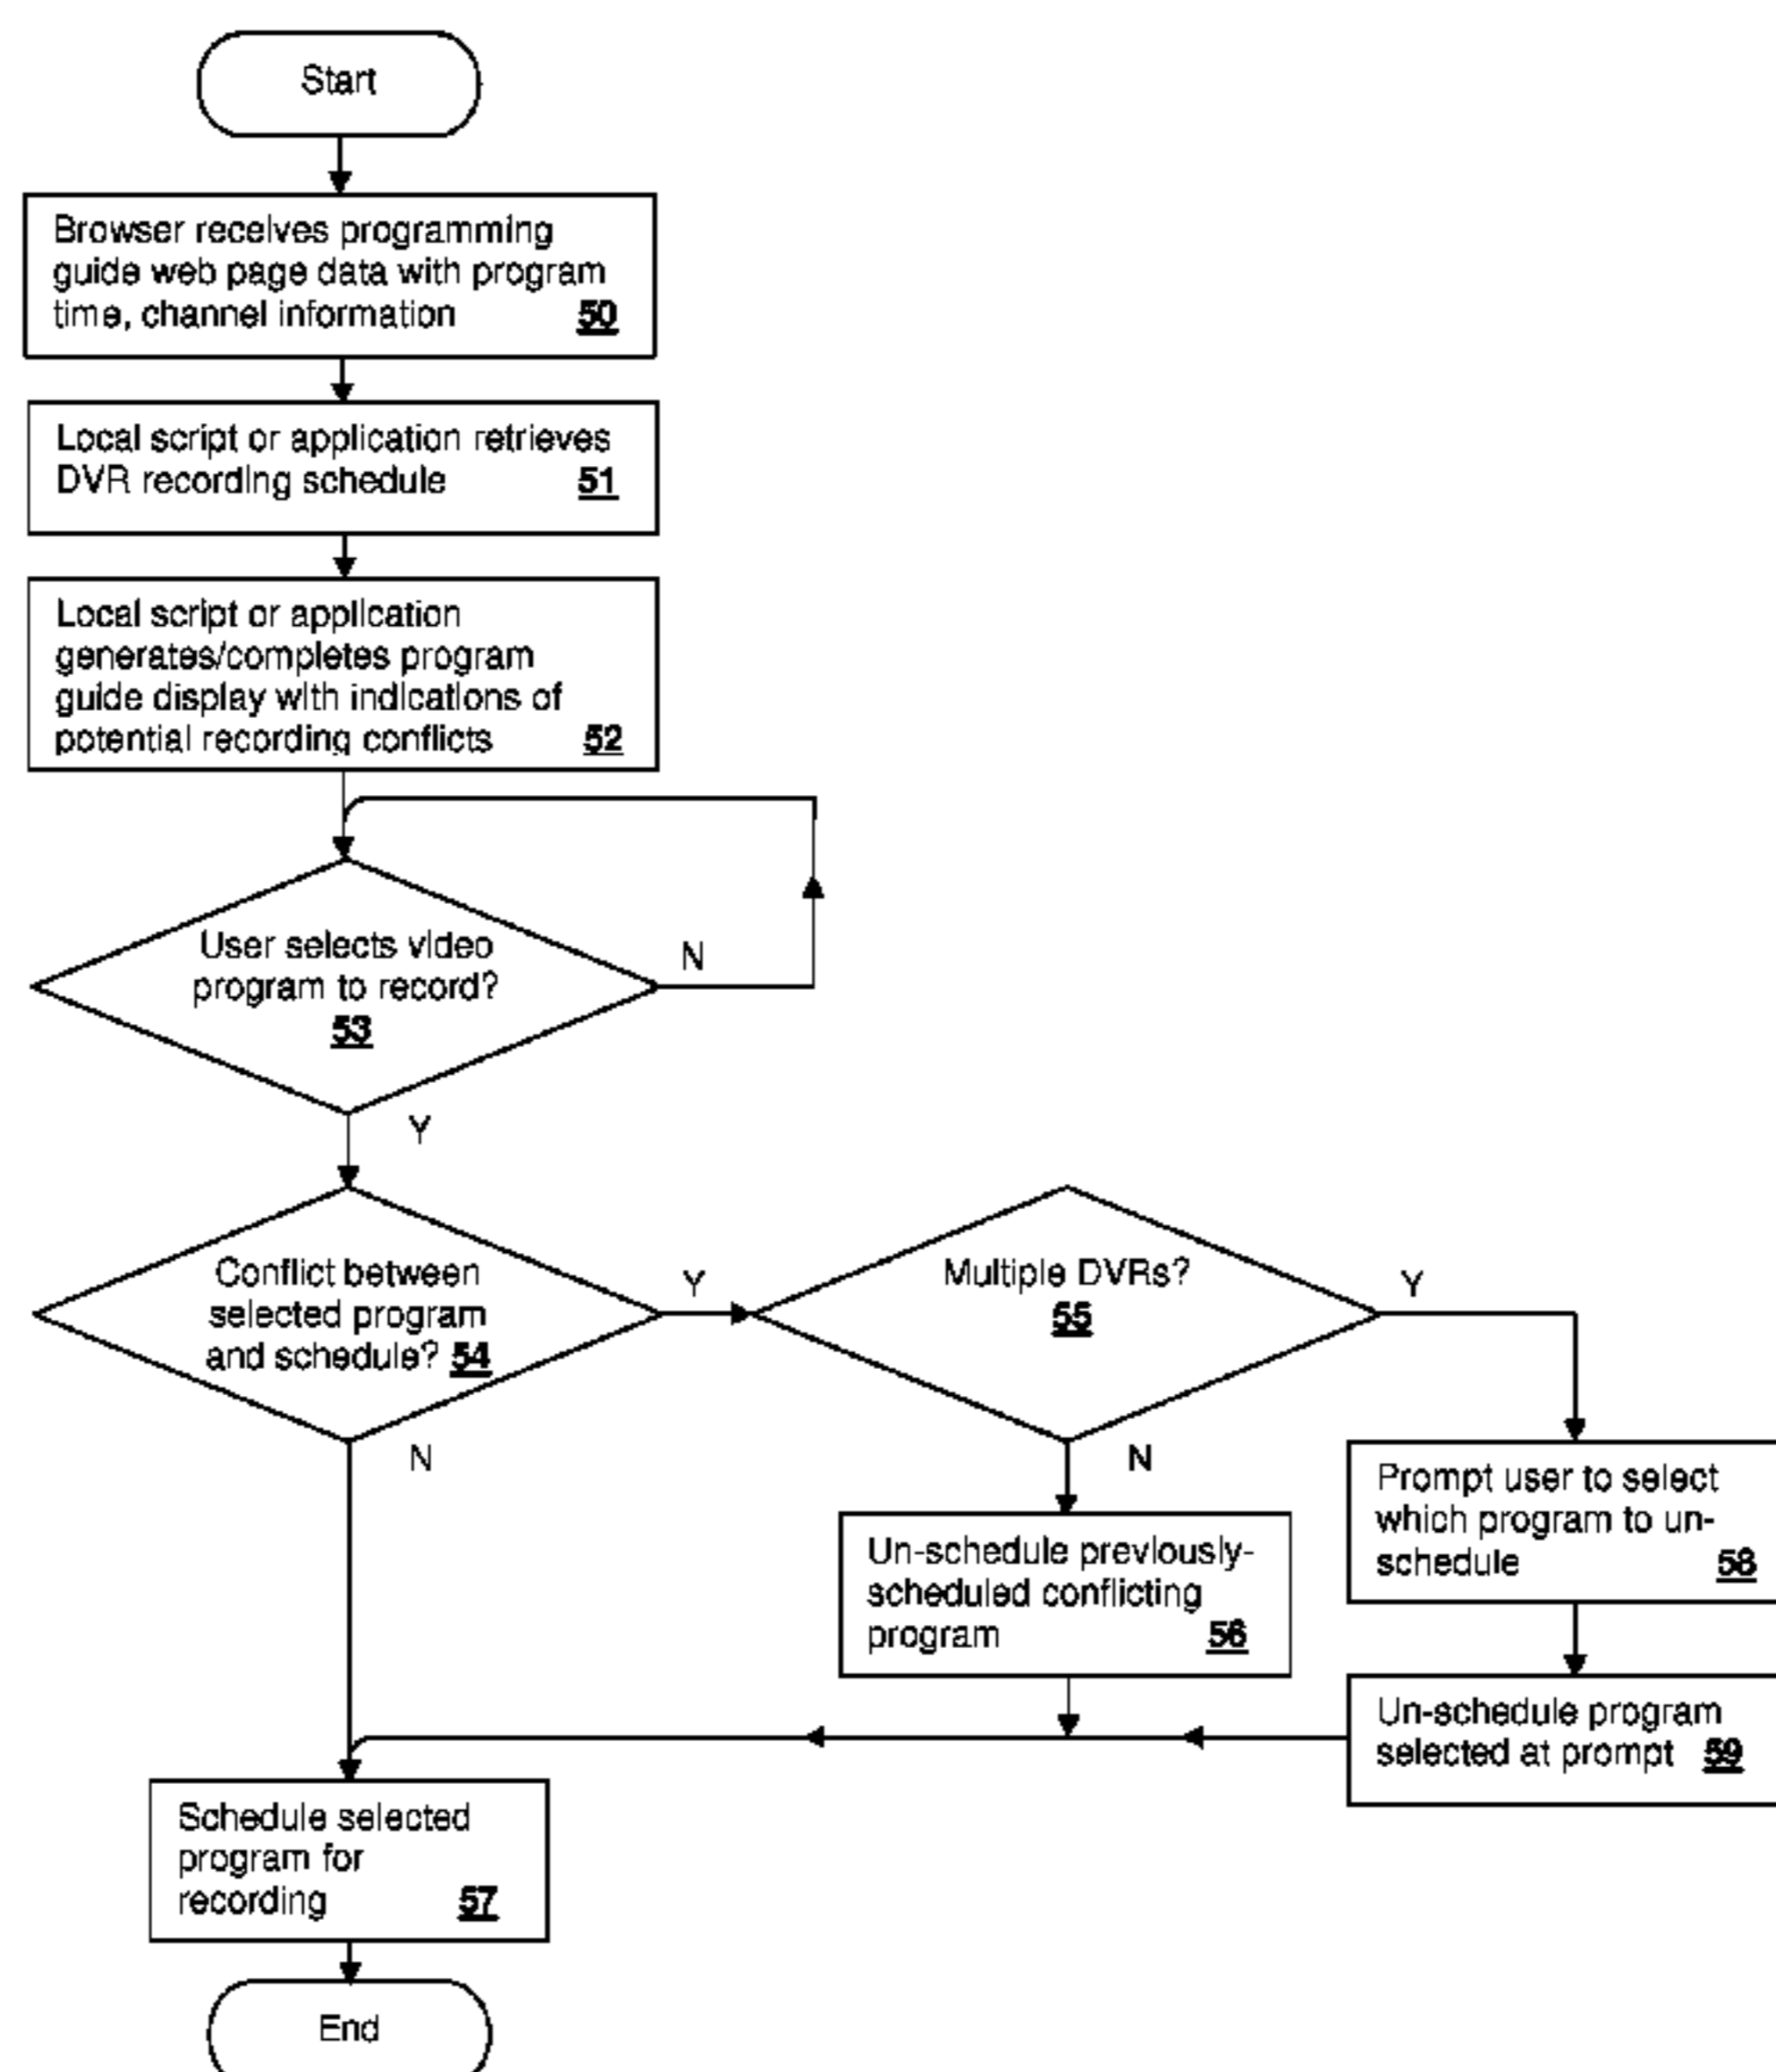 Start
Browser receives programming
guide web page data with program
time, channel information 50
Local script or application retrieves
DVR recording schedule 51
Local script or application
generates/completes program
guide display with indications of
potential recording conflicts 52
User selects video
program to record?
53
N
Y
Conflict between
selected program
and schedule? 54
Y
N
Multiple DVRs?
55
Y
N
Prompt user to select
which program to un-
schedule 58
Un-schedule previously-
scheduled conflicting
program 56
Un-schedule program
selected at prompt 59
Schedule selected
program for
recording 57
End